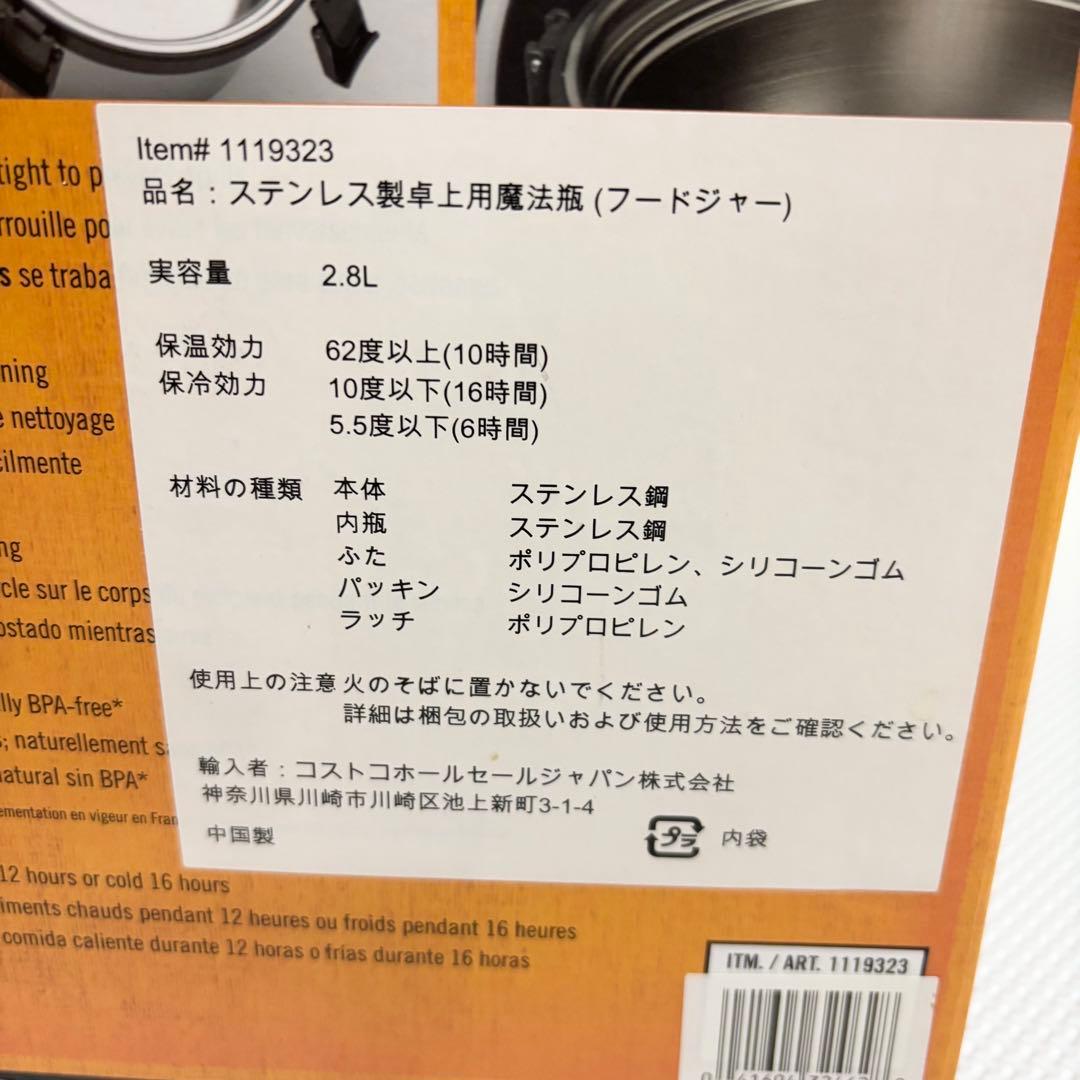 Item# 1119323
品名：ステンレス製卓上用魔法瓶 (フードジャー)
実容量 2.8L
保温効力 62度以上(10時間)
保冷効力 10度以下(16時間)
5.5度以下(6時間)
材料の種類 本体 ステンレス鋼
内瓶 ステンレス鋼
ふた ポリプロピレン、シリコーンゴム
パッキン シリコーンゴム
ラッチ ポリプロピレン
使用上の注意 火のそばに置かないでください。
詳細は梱包の取扱いおよび使用方法をご確認ください。
輸入者：コストコホールセールジャパン株式会社
神奈川県川崎市川崎区池上新町3-1-4
中国製
プラ 内袋
tight to p
rrouille po
s se traba
ning
e nettoyage
cilmente
ng
cle sur le corps
ostado mientras
lly BPA-free*
; naturellement s
natural sin BPA*
ementation en vigeur en Fran
12 hours or cold 16 hours
iments chauds pendant 12 heures ou froids pendant 16 heures
comida caliente durante 12 horas o frías durante 16 horas
ITM. / ART. 1119323